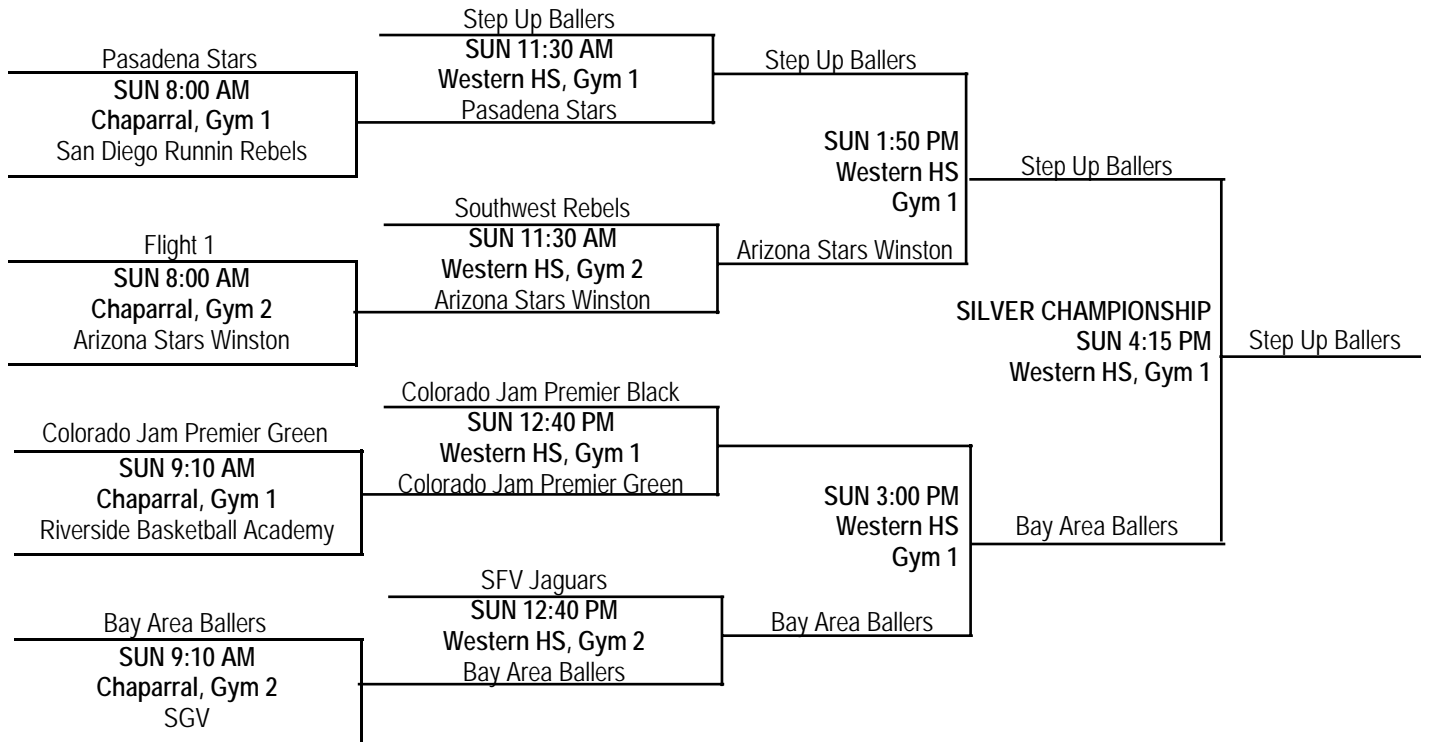 Pasadena Stars
SUN 8:00 AM
Chaparral, Gym 1
San Diego Runnin Rebels
Flight 1
SUN 8:00 AM
Chaparral, Gym 2
Arizona Stars Winston
Colorado Jam Premier Green
SUN 9:10 AM
Chaparral, Gym 1
Riverside Basketball Academy
Bay Area Ballers
SUN 9:10 AM
Chaparral, Gym 2
SGV
Step Up Ballers
SUN 11:30 AM
Western HS, Gym 1
Pasadena Stars
Southwest Rebels
SUN 11:30 AM
Western HS, Gym 2
Arizona Stars Winston
Colorado Jam Premier Black
SUN 12:40 PM
Western HS, Gym 1
Colorado Jam Premier Green
SFV Jaguars
SUN 12:40 PM
Western HS, Gym 2
Bay Area Ballers
Step Up Ballers
SUN 1:50 PM
Western HS
Gym 1
Arizona Stars Winston
SUN 3:00 PM
Western HS
Gym 1
Bay Area Ballers
Step Up Ballers
SILVER CHAMPIONSHIP
SUN 4:15 PM
Western HS, Gym 1
Bay Area Ballers
Step Up Ballers